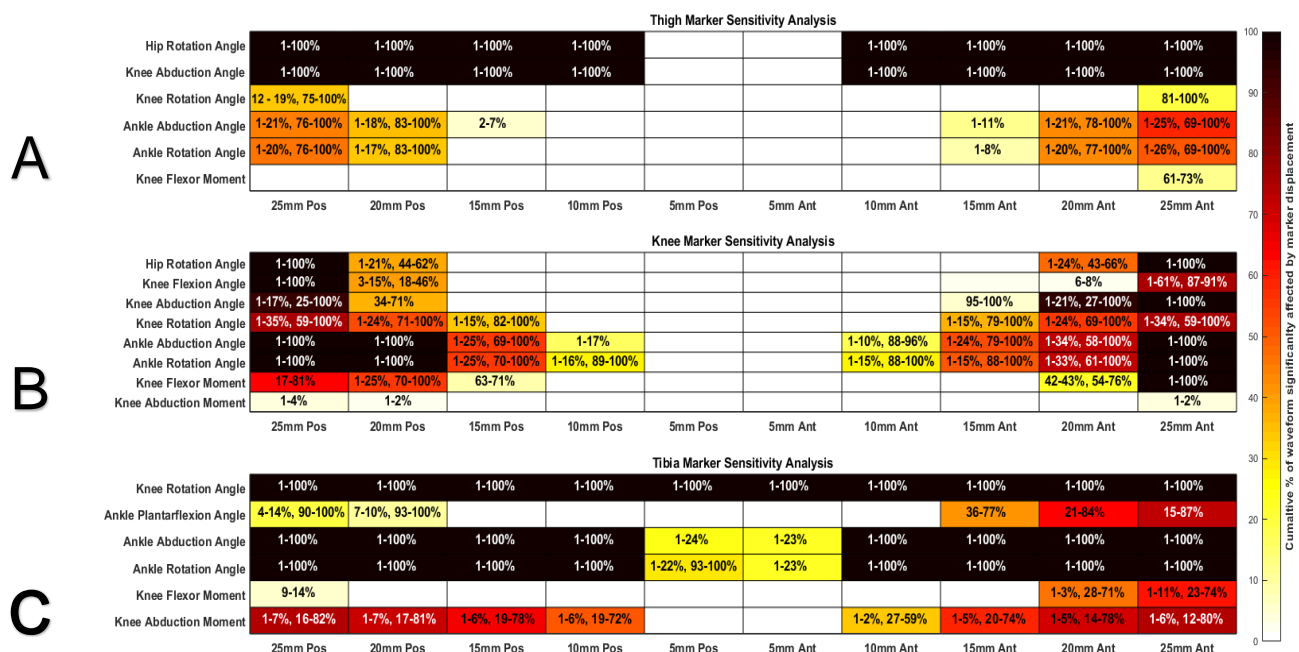 Thigh Marker Sensitivity Analysis
Hip Rotation Angle 1-100% 1-100% 1-100% 1-100% 1-100% 1-100% 1-100% 1-100%
Knee Abduction Angle 1-100% 1-100% 1-100% 1-100% 1-100% 1-100% 1-100% 1-100%
Knee Rotation Angle 12 - 19%, 75-100% 81-100%
Ankle Abduction Angle 1-21%, 76-100% 1-18%, 83-100% 2-7% 1-11% 1-21%, 78-100% 1-25%, 69-100%
A
Ankle Rotation Angle 1-20%, 76-100% 1-17%, 83-100% 1-8% 1-20%, 77-100% 1-26%, 69-100%
Knee Flexor Moment 61-73%
25mm Pos 20mm Pos 15mm Pos 10mm Pos 5mm Pos 5mm Ant 10mm Ant 15mm Ant 20mm Ant 25mm Ant
Knee Marker Sensitivity Analysis
Hip Rotation Angle 1-100% 1-21%, 44-62% 1-24%, 43-66% 1-100%
Knee Flexion Angle 1-100% 3-15%, 18-46% 6-8% 1-61%, 87-91%
Knee Abduction Angle 1-17%, 25-100% 34-71% 95-100% 1-21%, 27-100% 1-100%
Knee Rotation Angle 1-35%, 59-100% 1-24%, 71-100% 1-15%, 82-100% 1-15%, 79-100% 1-24%, 69-100% 1-34%, 59-100%
Ankle Abduction Angle 1-100% 1-100% 1-25%, 69-100% 1-17% 1-10%, 88-96% 1-24%, 79-100% 1-34%, 58-100% 1-100%
Ankle Rotation Angle 1-100% 1-100% 1-25%, 70-100% 1-16%, 89-100% 1-15%, 88-100% 1-15%, 88-100% 1-33%, 61-100% 1-100%
B
Knee Flexor Moment 17-81% 1-25%, 70-100% 63-71% 42-43%, 54-76% 1-100%
Knee Abduction Moment 1-4% 1-2% 1-2%
25mm Pos 20mm Pos 15mm Pos 10mm Pos 5mm Pos 5mm Ant 10mm Ant 15mm Ant 20mm Ant 25mm Ant
Tibia Marker Sensitivity Analysis
Knee Rotation Angle 1-100% 1-100% 1-100% 1-100% 1-100% 1-100% 1-100% 1-100% 1-100% 1-100%
Ankle Plantarflexion Angle 4-14%, 90-100% 7-10%, 93-100% 36-77% 21-84% 15-87%
Ankle Abduction Angle 1-100% 1-100% 1-100% 1-100% 1-24% 1-23% 1-100% 1-100% 1-100% 1-100%
Ankle Rotation Angle 1-100% 1-100% 1-100% 1-100% 1-22%, 93-100% 1-23% 1-100% 1-100% 1-100% 1-100%
Knee Flexor Moment 9-14% 1-3%, 28-71% 1-11%, 23-74%
C
Knee Abduction Moment 1-7%, 16-82% 1-7%, 17-81% 1-6%, 19-78% 1-6%, 19-72% 1-2%, 27-59% 1-5%, 20-74% 1-5%, 14-78% 1-6%, 12-80%
25mm Pos 20mm Pos 15mm Pos 10mm Pos 5mm Pos 5mm Ant 10mm Ant 15mm Ant 20mm Ant 25mm Ant
100
90
80
70
60
50
40
30
20
10
0
Cumaltive % of waveform significanity affected by marker displacement